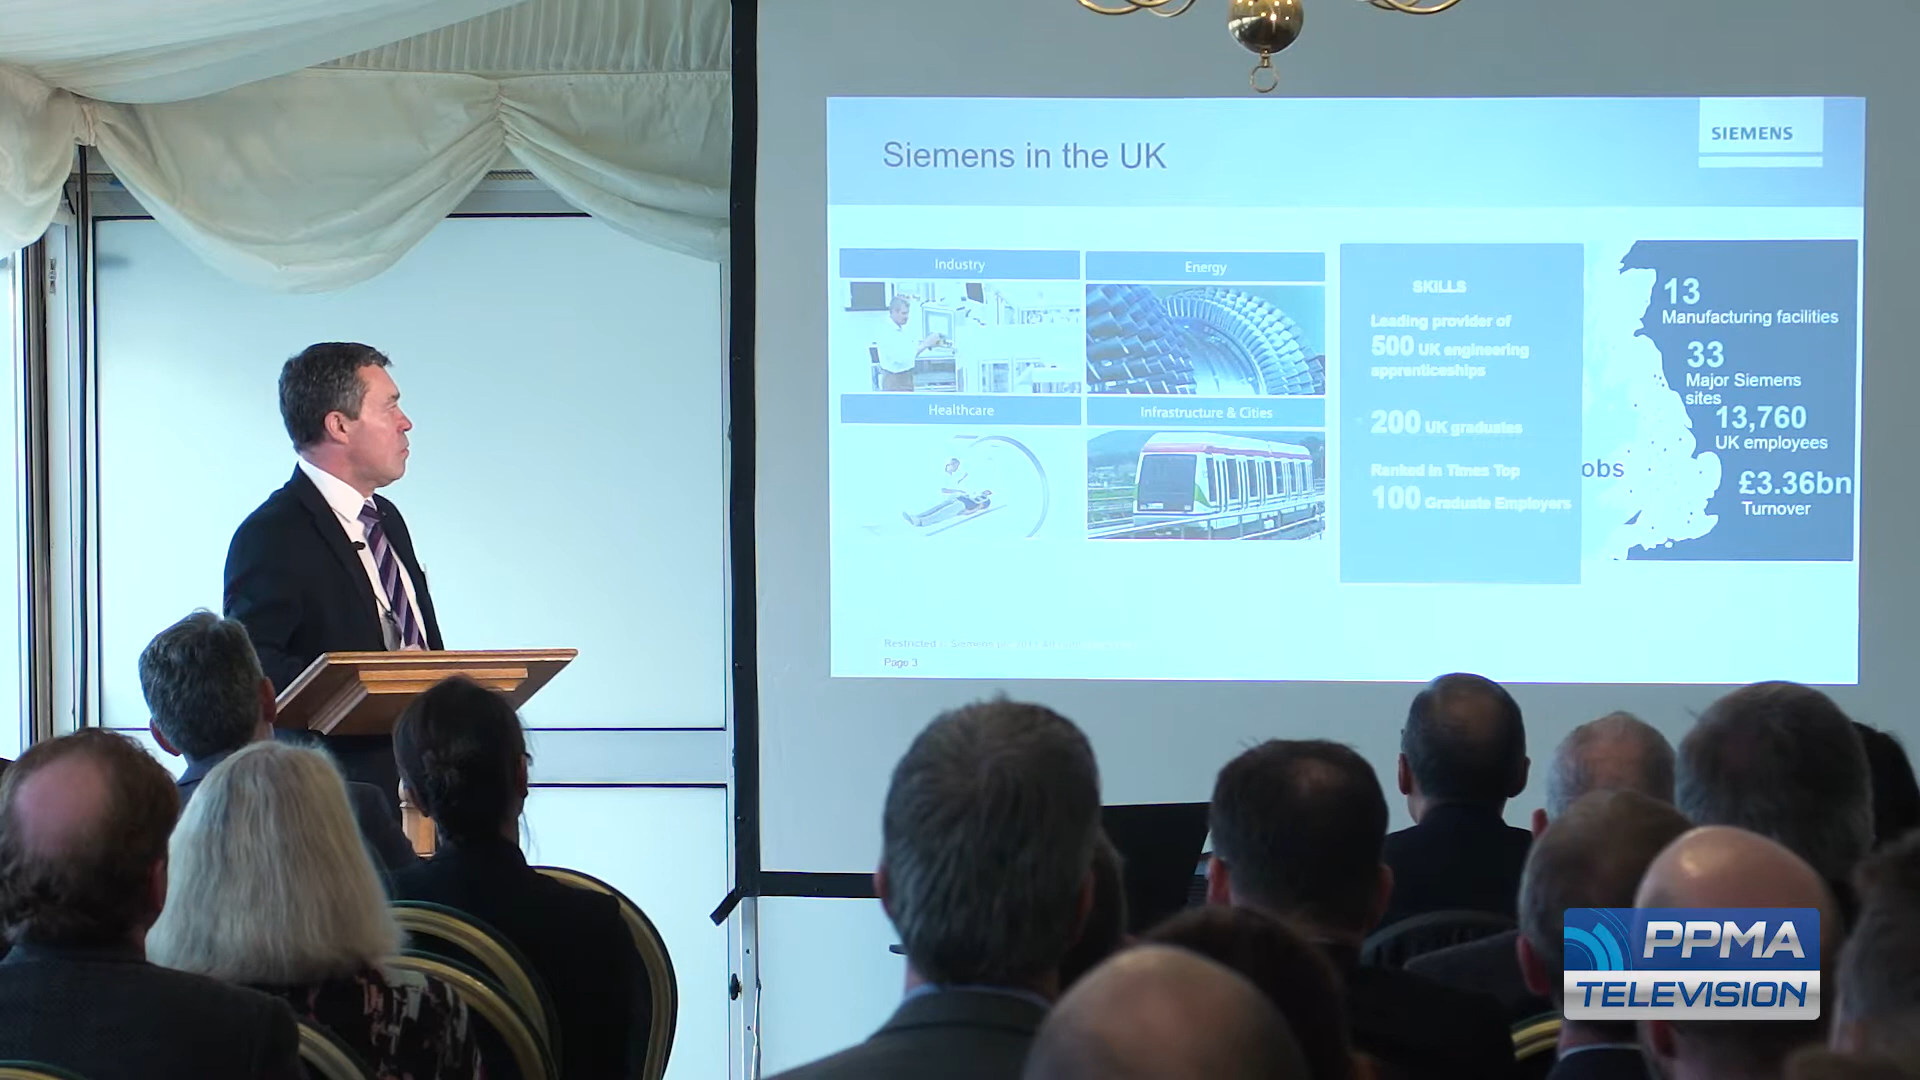 Siemens in the UK
SIEMENS
Industry
Energy
Healthcare
Infrastructure & Cities
SKILLS
Leading provider of
500 UK engineering
apprenticeships
200 UK graduates
Ranked in Times Top
100 Graduate Employers
obs
13
Manufacturing facilities
33
Major Siemens
sites
13,760
UK employees
£3.36bn
Turnover
Restricted
Page 3
PPMA
TELEVISION